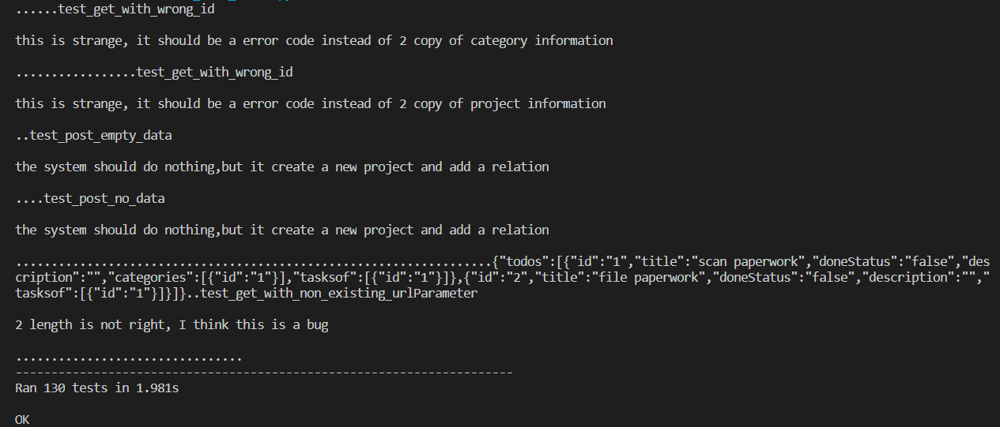 ......test_get_with_wrong_id
this is strange, it should be a error code instead of 2 copy of category information
.................test_get_with_wrong_id
this is strange, it should be a error code instead of 2 copy of project information
..test_post_empty_data
the system should do nothing,but it create a new project and add a relation
....test_post_no_data
the system should do nothing,but it create a new project and add a relation
...................................................................{"todos":[{"id":"1","title":"scan paperwork","doneStatus":"false","des
cription":"","categories":[{"id":"1"}],"tasksof":[{"id":"1"}]},{"id":"2","title":"file paperwork","doneStatus":"false","description":"","
tasksof":[{"id":"1"}]}]}..test_get_with_non_existing_urlParameter
2 length is not right, I think this is a bug
................................
----------------------------------------------------------------------
Ran 130 tests in 1.981s
OK